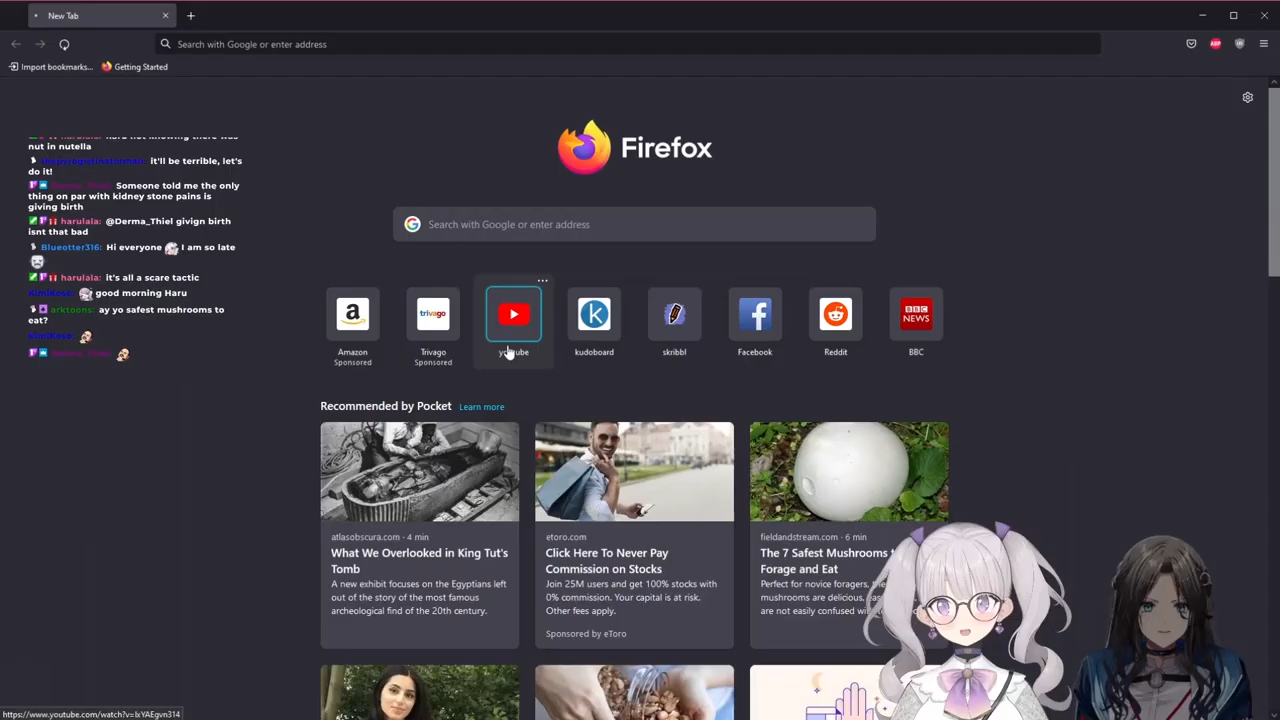 New Tab
Search with Google or enter address
Import bookmarks...
Getting Started
Firefox
Search with Google or enter address
nut in nutella
it'll be terrible, let's
do it!
Someone told me the only
thing on par with kidney stone pains is
giving birth
harulala: @Derma_Thiel givign birth
isnt that bad
Blueotter316: Hi everyone I am so late
harulala: it's all a scare tactic
KimiKoso: good morning Haru
arktoons: ay yo safest mushrooms to
eat?
KimiKoso:
Amazon
Sponsored
Trivago
Sponsored
youtube
kudoboard
skribbl
Facebook
Reddit
BBC
a
trivago
K
BBC
NEWS
ABP
Recommended by Pocket Learn more
atlasobscura.com · 4 min
What We Overlooked in King Tut's
Tomb
A new exhibit focuses on the Egyptians left
out of the story of the most famous
archeological find of the 20th century.
etoro.com
Click Here To Never Pay
Commission on Stocks
Join 25M users and get 100% stocks with
0% commission. Your capital is at risk.
Other fees apply.
Sponsored by eToro
fieldandstream.com · 6 min
The 7 Safest Mushrooms
Forage and Eat
Perfect for novice foragers,
mushrooms are delicious,
are not easily confused
https://www.youtube.com/watch?v=lxYAEgvn314